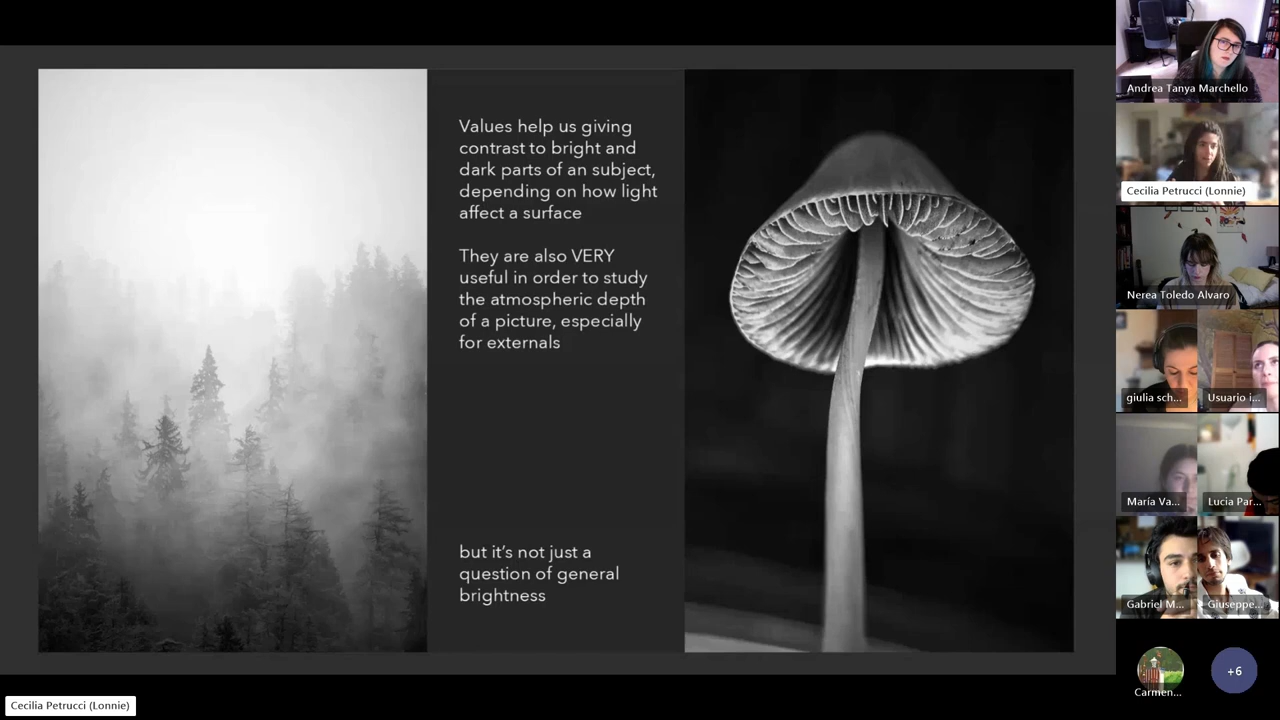 Values help us giving
contrast to bright and
dark parts of an subject,
depending on how light
affect a surface
They are also VERY
useful in order to study
the atmospheric depth
of a picture, especially
for externals
but it's not just a
question of general
brightness
Andrea Tanya Marchello
Cecilia Petrucci (Lonnie)
Nerea Toledo Alvaro
giulia sch...
Usuario i...
María Va...
Lucia Par...
Gabriel M...
Giuseppe...
Carmen...
+6
Cecilia Petrucci (Lonnie)